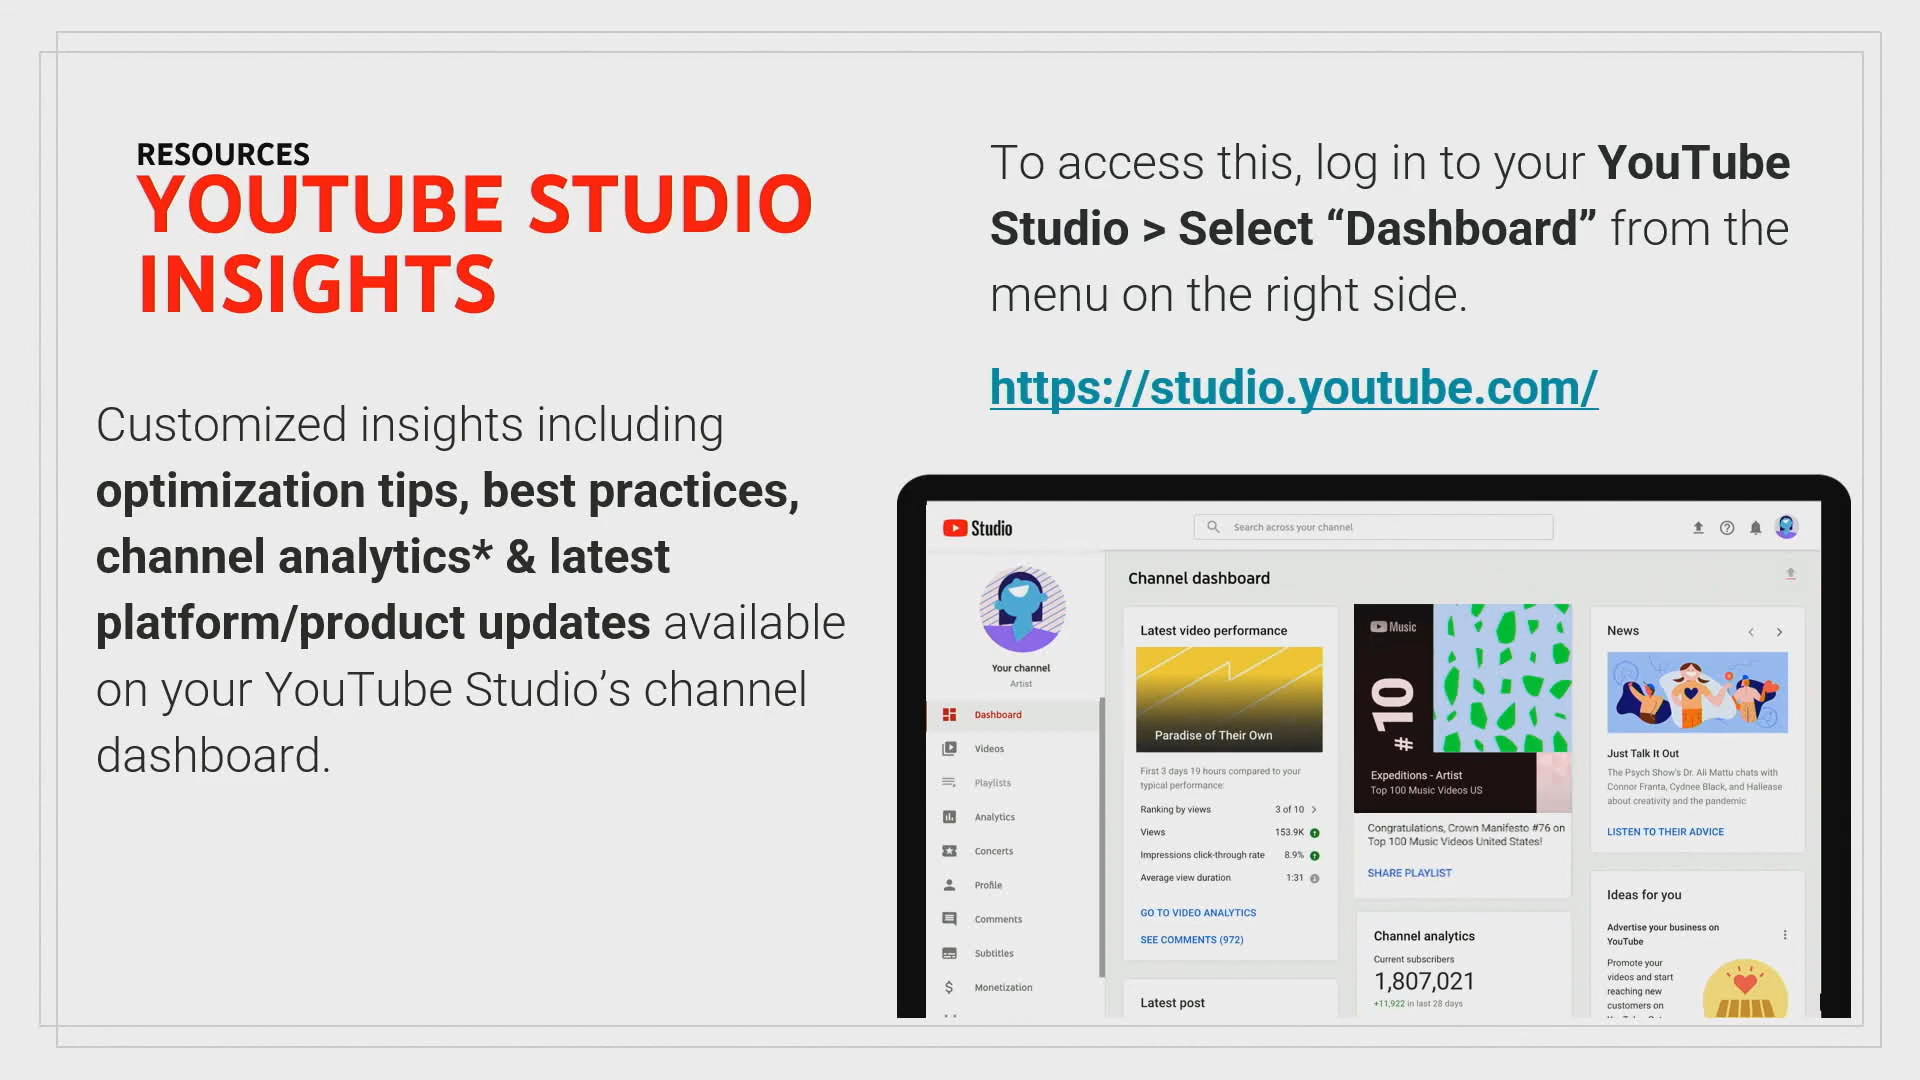 RESOURCES
YOUTUBE STUDIO
INSIGHTS
Customized insights including
optimization tips, best practices,
channel analytics* & latest
platform/product updates available
on your YouTube Studio’s channel
dashboard.
To access this, log in to your YouTube
Studio > Select “Dashboard” from the
menu on the right side.
https://studio.youtube.com/
Studio
Search across your channel
Your channel
Artist
Dashboard
Videos
Playlists
Analytics
Concerts
Profile
Comments
Subtitles
Monetization
Channel dashboard
Latest video performance
Paradise of Their Own
First 3 days 19 hours compared to your
typical performance:
Ranking by views 3 of 10
Views 153.9K
Impressions click-through rate 8.9%
Average view duration 1:31
GO TO VIDEO ANALYTICS
SEE COMMENTS (972)
Latest post
Music
#10
Expeditions - Artist
Top 100 Music Videos US
Congratulations, Crown Manifesto #76 on
Top 100 Music Videos United States!
SHARE PLAYLIST
Channel analytics
Current subscribers
1,807,021
+11,922 in last 28 days
News
Just Talk It Out
The Psych Show's Dr. Ali Mattu chats with
Connor Franta, Cydnee Black, and Hallease
about creativity and the pandemic
LISTEN TO THEIR ADVICE
Ideas for you
Advertise your business on
YouTube
Promote your
videos and start
reaching new
customers on